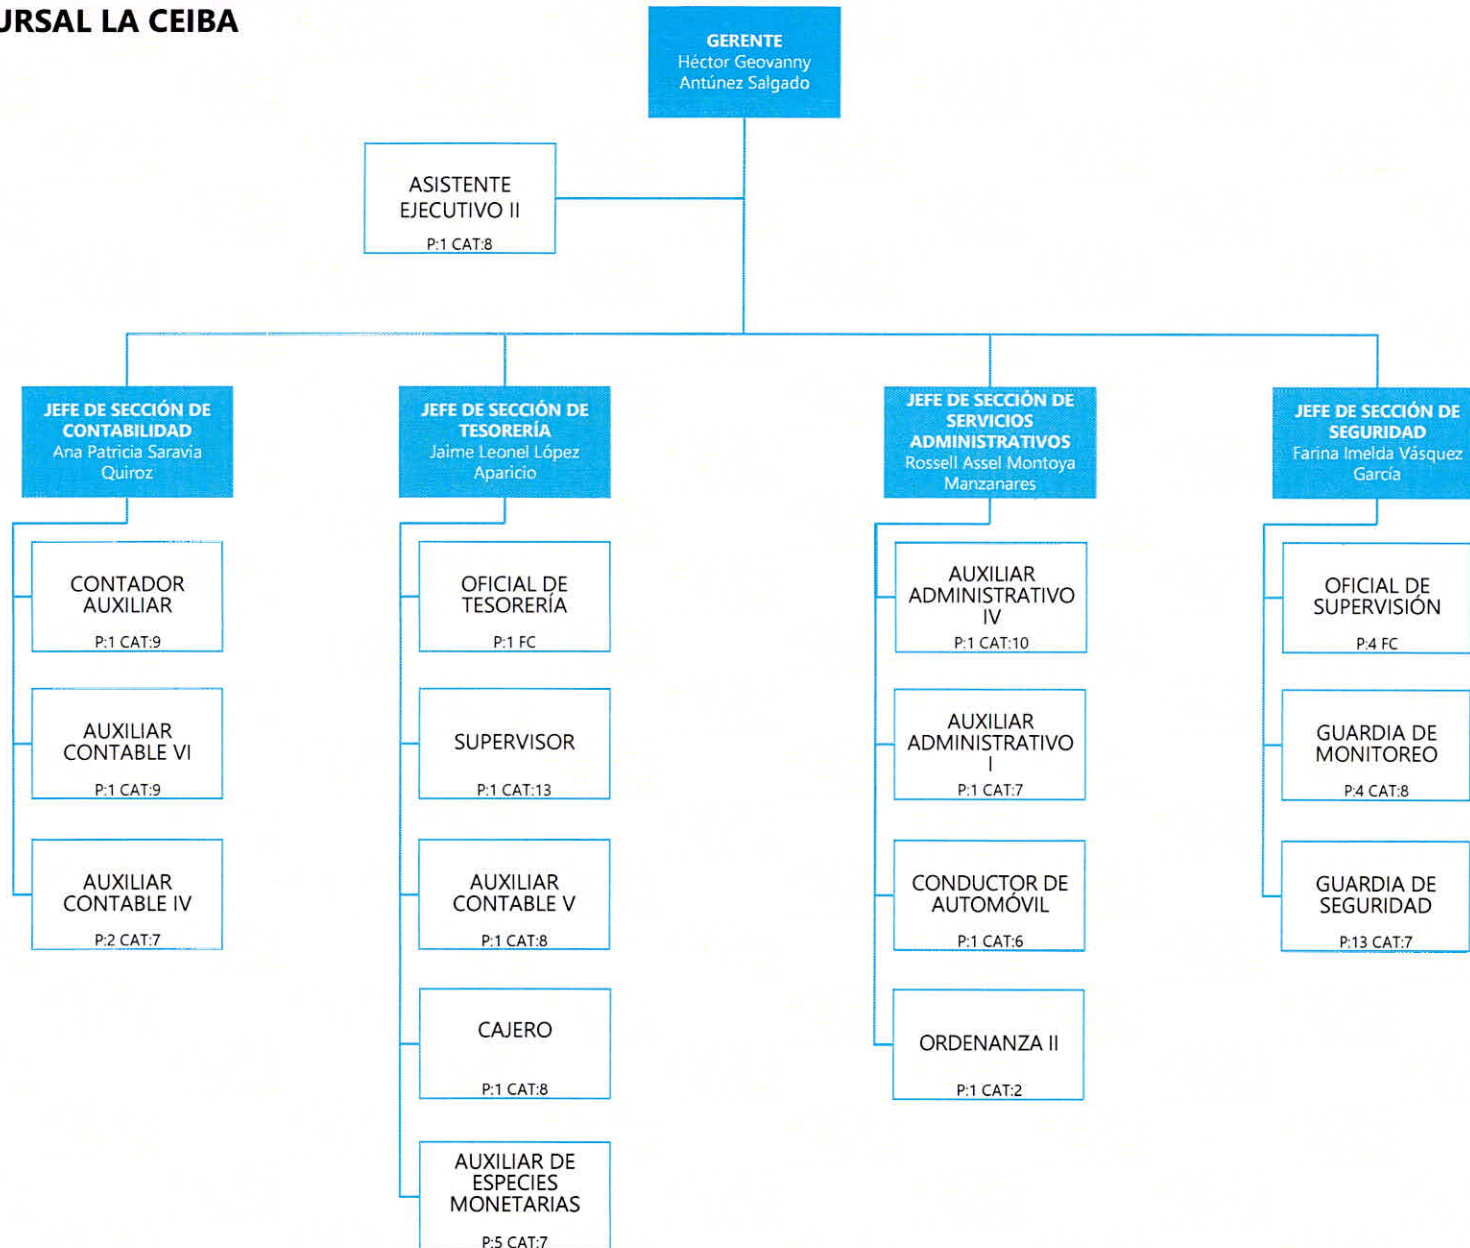 URSAL LA CEIBA
GERENTE
Héctor Geovanny
Antúnez Salgado
ASISTENTE
EJECUTIVO II
P:1 CAT:8
JEFE DE SECCIÓN DE
CONTABILIDAD
Ana Patricia Saravia
Quiroz
CONTADOR
AUXILIAR
P:1 CAT:9
AUXILIAR
CONTABLE VI
P:1 CAT:9
AUXILIAR
CONTABLE IV
P:2 CAT:7
JEFE DE SECCIÓN DE
TESORERÍA
Jaime Leonel López
Aparicio
OFICIAL DE
TESORERÍA
P:1 FC
SUPERVISOR
P:1 CAT:13
AUXILIAR
CONTABLE V
P:1 CAT:8
CAJERO
P:1 CAT:8
AUXILIAR DE
ESPECIES
MONETARIAS
P:5 CAT:7
JEFE DE SECCIÓN DE
SERVICIOS
ADMINISTRATIVOS
Rossell Assel Montoya
Manzanares
AUXILIAR
ADMINISTRATIVO
IV
P:1 CAT:10
AUXILIAR
ADMINISTRATIVO
I
P:1 CAT:7
CONDUCTOR DE
AUTOMÓVIL
P:1 CAT:6
ORDENANZA II
P:1 CAT:2
JEFE DE SECCIÓN DE
SEGURIDAD
Farina Imelda Vásquez
García
OFICIAL DE
SUPERVISIÓN
P:4 FC
GUARDIA DE
MONITOREO
P:4 CAT:8
GUARDIA DE
SEGURIDAD
P:13 CAT:7